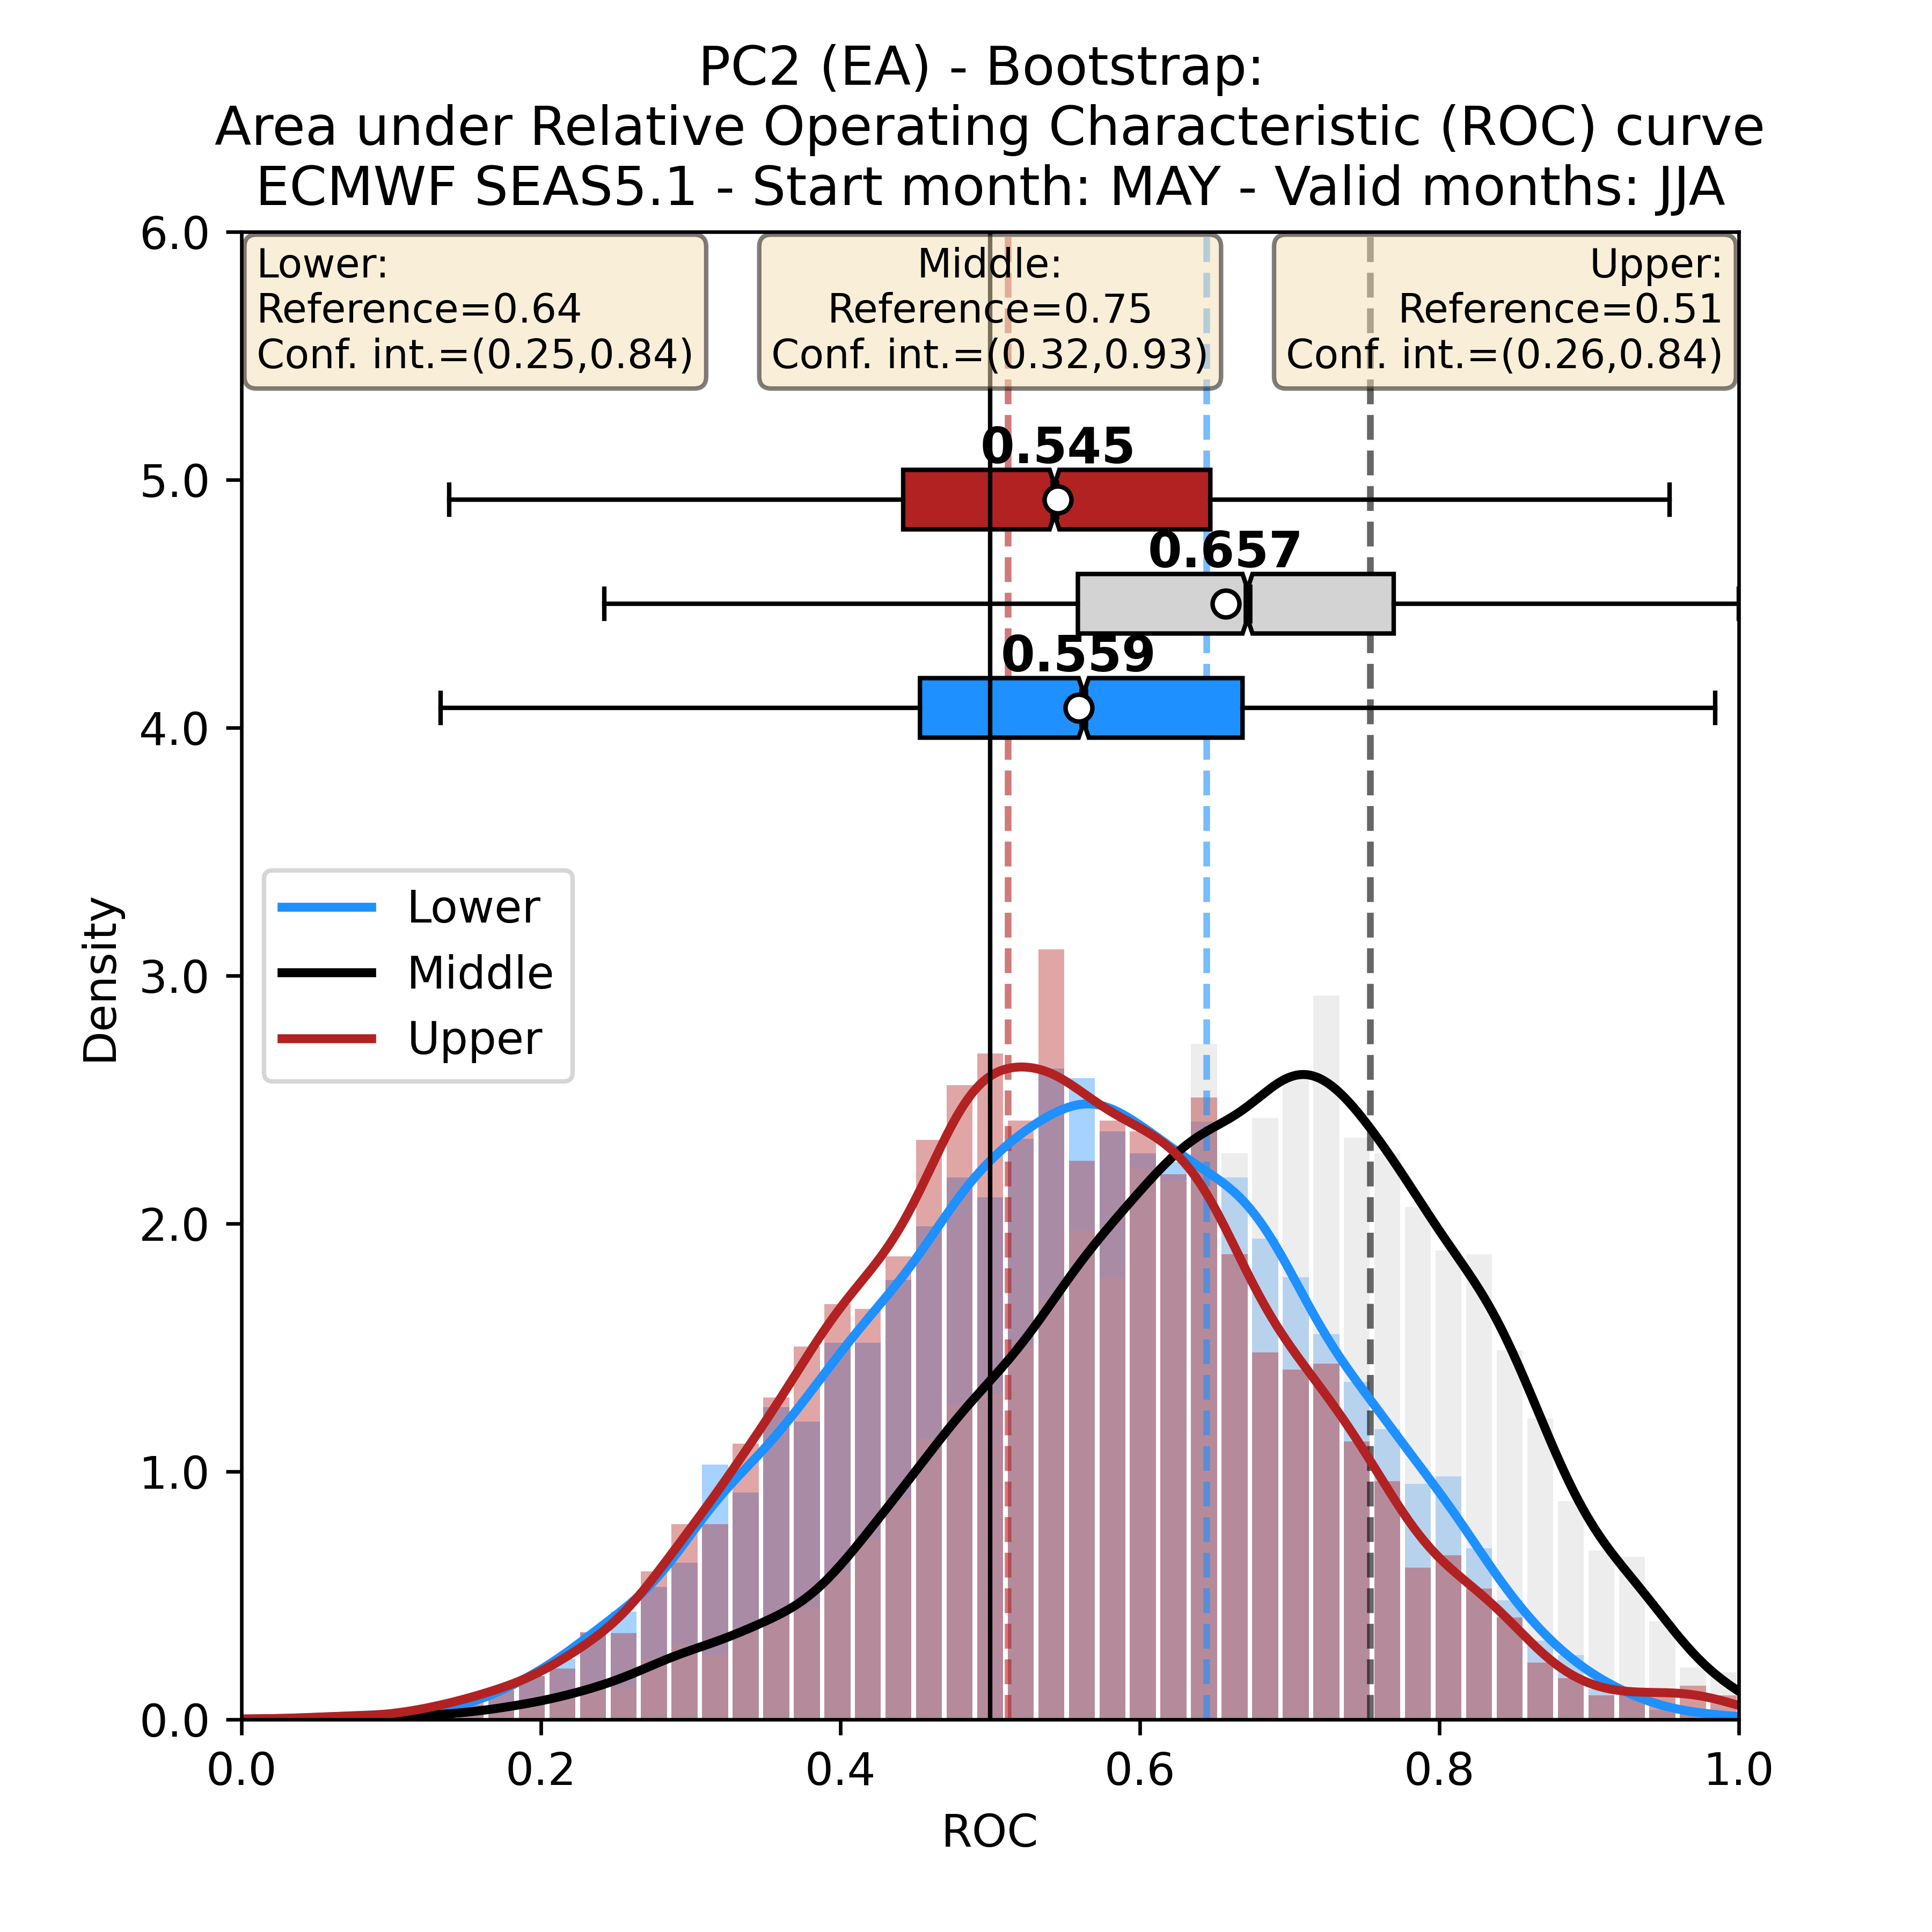 PC2 (EA) - Bootstrap:
Area under Relative Operating Characteristic (ROC) curve
ECMWF SEAS5.1 - Start month: MAY - Valid months: JJA
Lower:
Reference=0.64
Conf. int.=(0.25,0.84)
Middle:
Reference=0.75
Conf. int.=(0.32,0.93)
Upper:
Reference=0.51
Conf. int.=(0.26,0.84)
0.545
0.657
0.559
Lower
Middle
Upper
Density
6.0
5.0
4.0
3.0
2.0
1.0
0.0
0.0 0.2 0.4 0.6 0.8 1.0
ROC